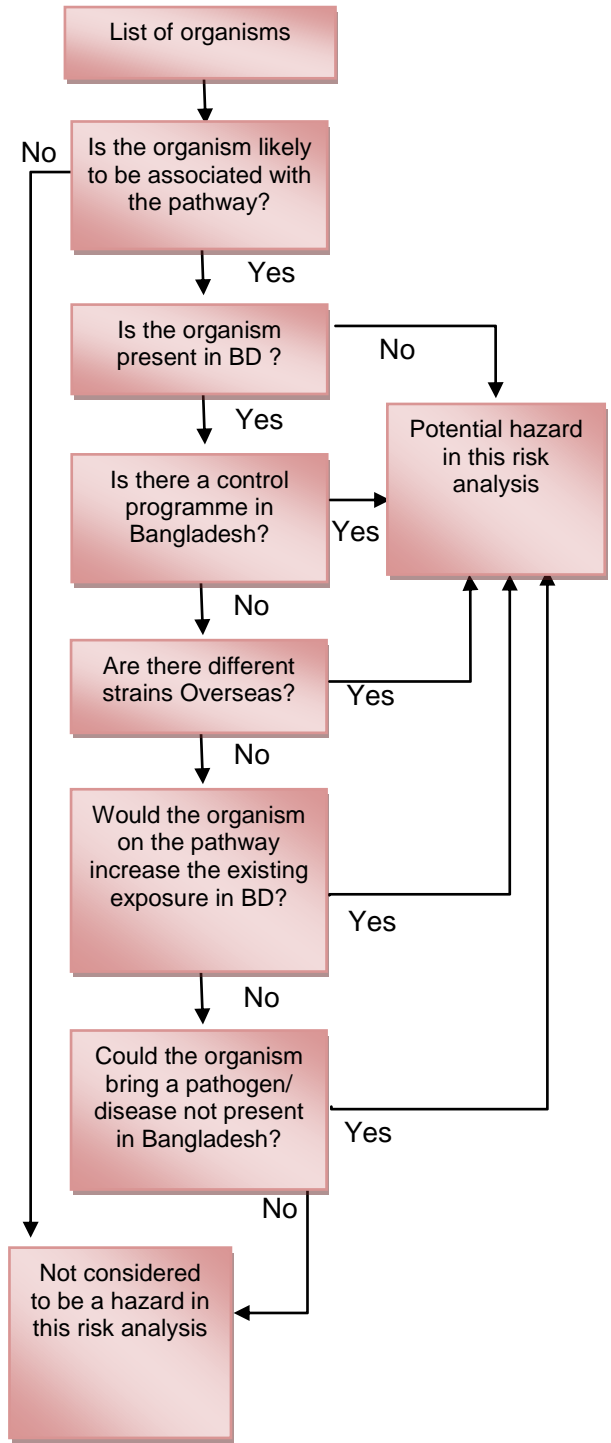 List of organisms
No
Is the organism likely
to be associated with
the pathway?
Yes
Is the organism
present in BD ?
No
Yes
Potential hazard
in this risk
analysis
Is there a control
programme in
Bangladesh?
Yes
No
Are there different
strains Overseas?
Yes
No
Would the organism
on the pathway
increase the existing
exposure in BD?
Yes
No
Could the organism
bring a pathogen/
disease not present
in Bangladesh?
Yes
No
Not considered
to be a hazard in
this risk analysis